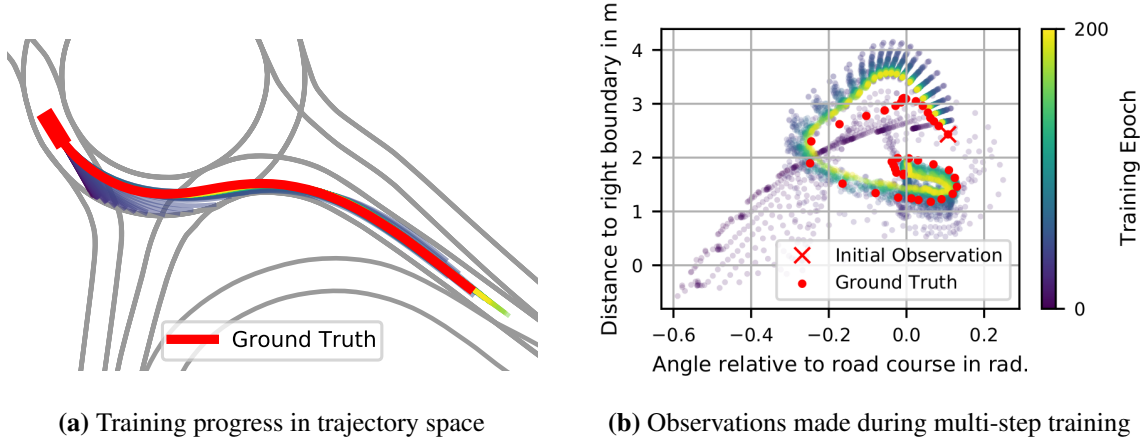 Ground Truth
(a) Training progress in trajectory space
Distance to right boundary in m
4
3
2
1
0
−0.6
−0.4
−0.2
0.0
0.2
Angle relative to road course in rad.
Initial Observation
Ground Truth
200
0
Training Epoch
(b) Observations made during multi-step training